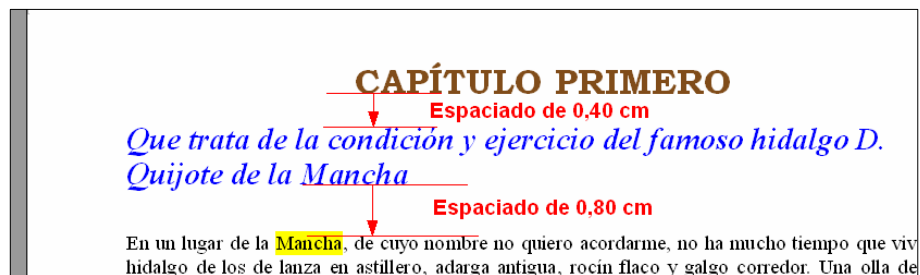 CAPÍTULO PRIMERO
Espaciado de 0,40 cm
Que trata de la condición y ejercicio del famoso hidalgo D.
Quijote de la Mancha
Espaciado de 0,80 cm
En un lugar de la Mancha, de cuyo nombre no quiero acordarme, no ha mucho tiempo que viv
hidalgo de los de lanza en astillero, adarga antigua, rocín flaco y galgo corredor. Una olla de